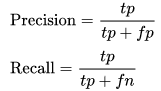 Precision = tp / (tp + fp)
Recall = tp / (tp + fn)